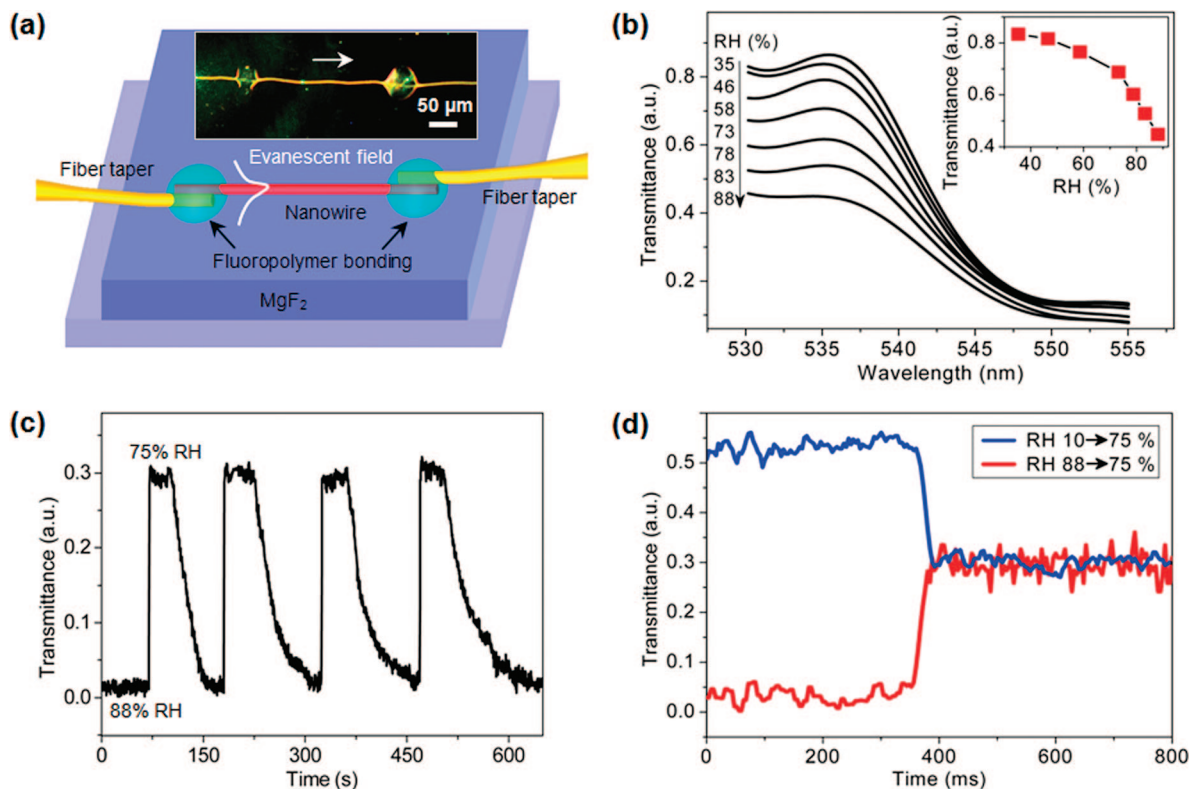 (a)
50 µm
Evanescent field
Fiber taper
Fiber taper
Nanowire
Fluoropolymer bonding
MgF2
(b)
Transmittance (a.u.)
RH (%)
35
46
58
73
78
83
88
0.8
0.6
0.4
0.2
530 535 540 545 550 555
Wavelength (nm)
Transmittance (a.u.)
0.8
0.6
0.4
40 60 80
RH (%)
(c)
Transmittance (a.u.)
75% RH
0.3
0.2
0.1
0.0
88% RH
0 150 300 450 600
Time (s)
(d)
Transmittance (a.u.)
RH 10→75 %
RH 88→75 %
0.5
0.3
0.2
0.0
0 200 400 600 800
Time (ms)